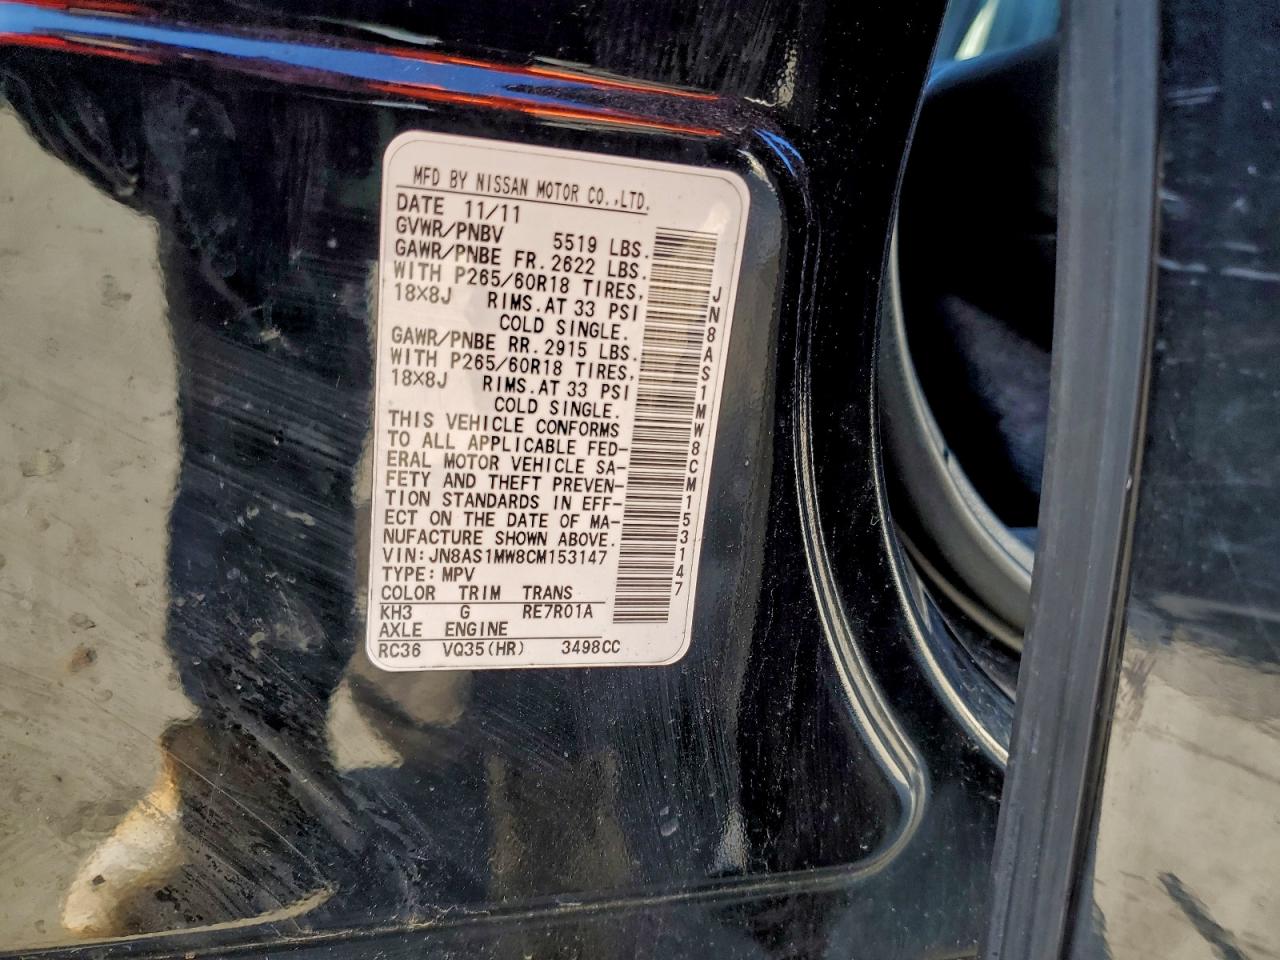 MFD BY NISSAN MOTOR CO.,LTD.
DATE 11/11
GVWR/PNBV 5519 LBS.
GAWR/PNBE FR. 2622 LBS.
WITH P265/60R18 TIRES,
18X8J RIMS. AT 33 PSI
COLD SINGLE.
GAWR/PNBE RR. 2915 LBS.
WITH P265/60R18 TIRES,
18X8J RIMS. AT 33 PSI
COLD SINGLE.
THIS VEHICLE CONFORMS
TO ALL APPLICABLE FED-
ERAL MOTOR VEHICLE SA-
FETY AND THEFT PREVEN-
TION STANDARDS IN EFF-
ECT ON THE DATE OF MA-
NUFACTURE SHOWN ABOVE.
VIN: JN8AS1MW8CM153147
TYPE: MPV
COLOR TRIM TRANS
KH3 G RE7R01A
AXLE ENGINE
RC36 VQ35(HR) 3498CC
JN8AS1MW8CM153147